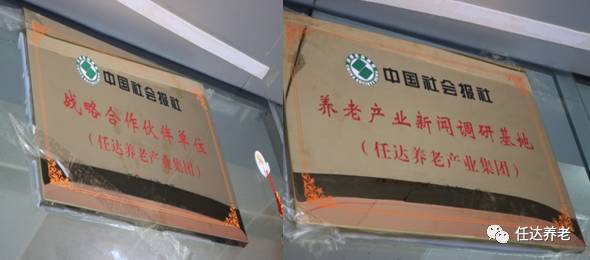 中国社会报社
战略合作伙伴单位
（任达养老产业集团）
中国社会报社
养老产业新闻调研基地
（任达养老产业集团）
任达养老